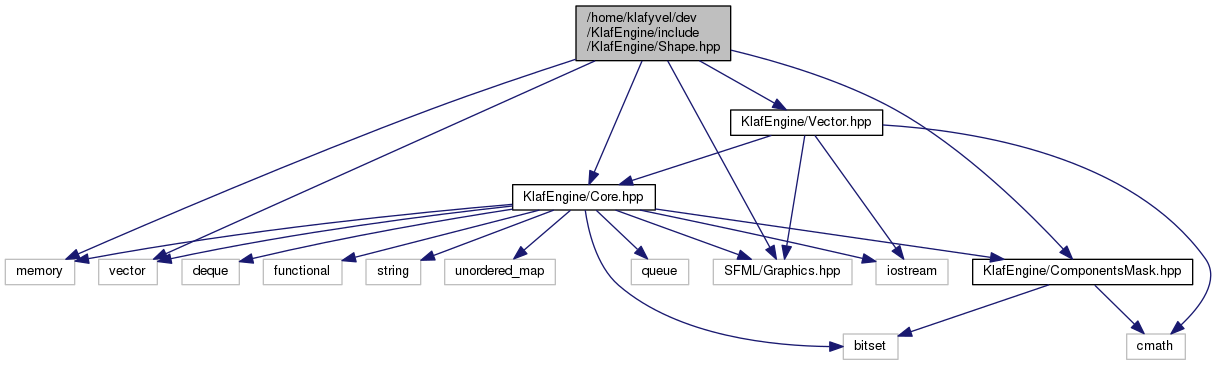 /home/klafyvel/dev
/KlafEngine/include
/KlafEngine/Shape.hpp
KlafEngine/Vector.hpp
KlafEngine/Core.hpp
memory
vector
deque
functional
string
unordered_map
queue
SFML/Graphics.hpp
iostream
KlafEngine/ComponentsMask.hpp
bitset
cmath